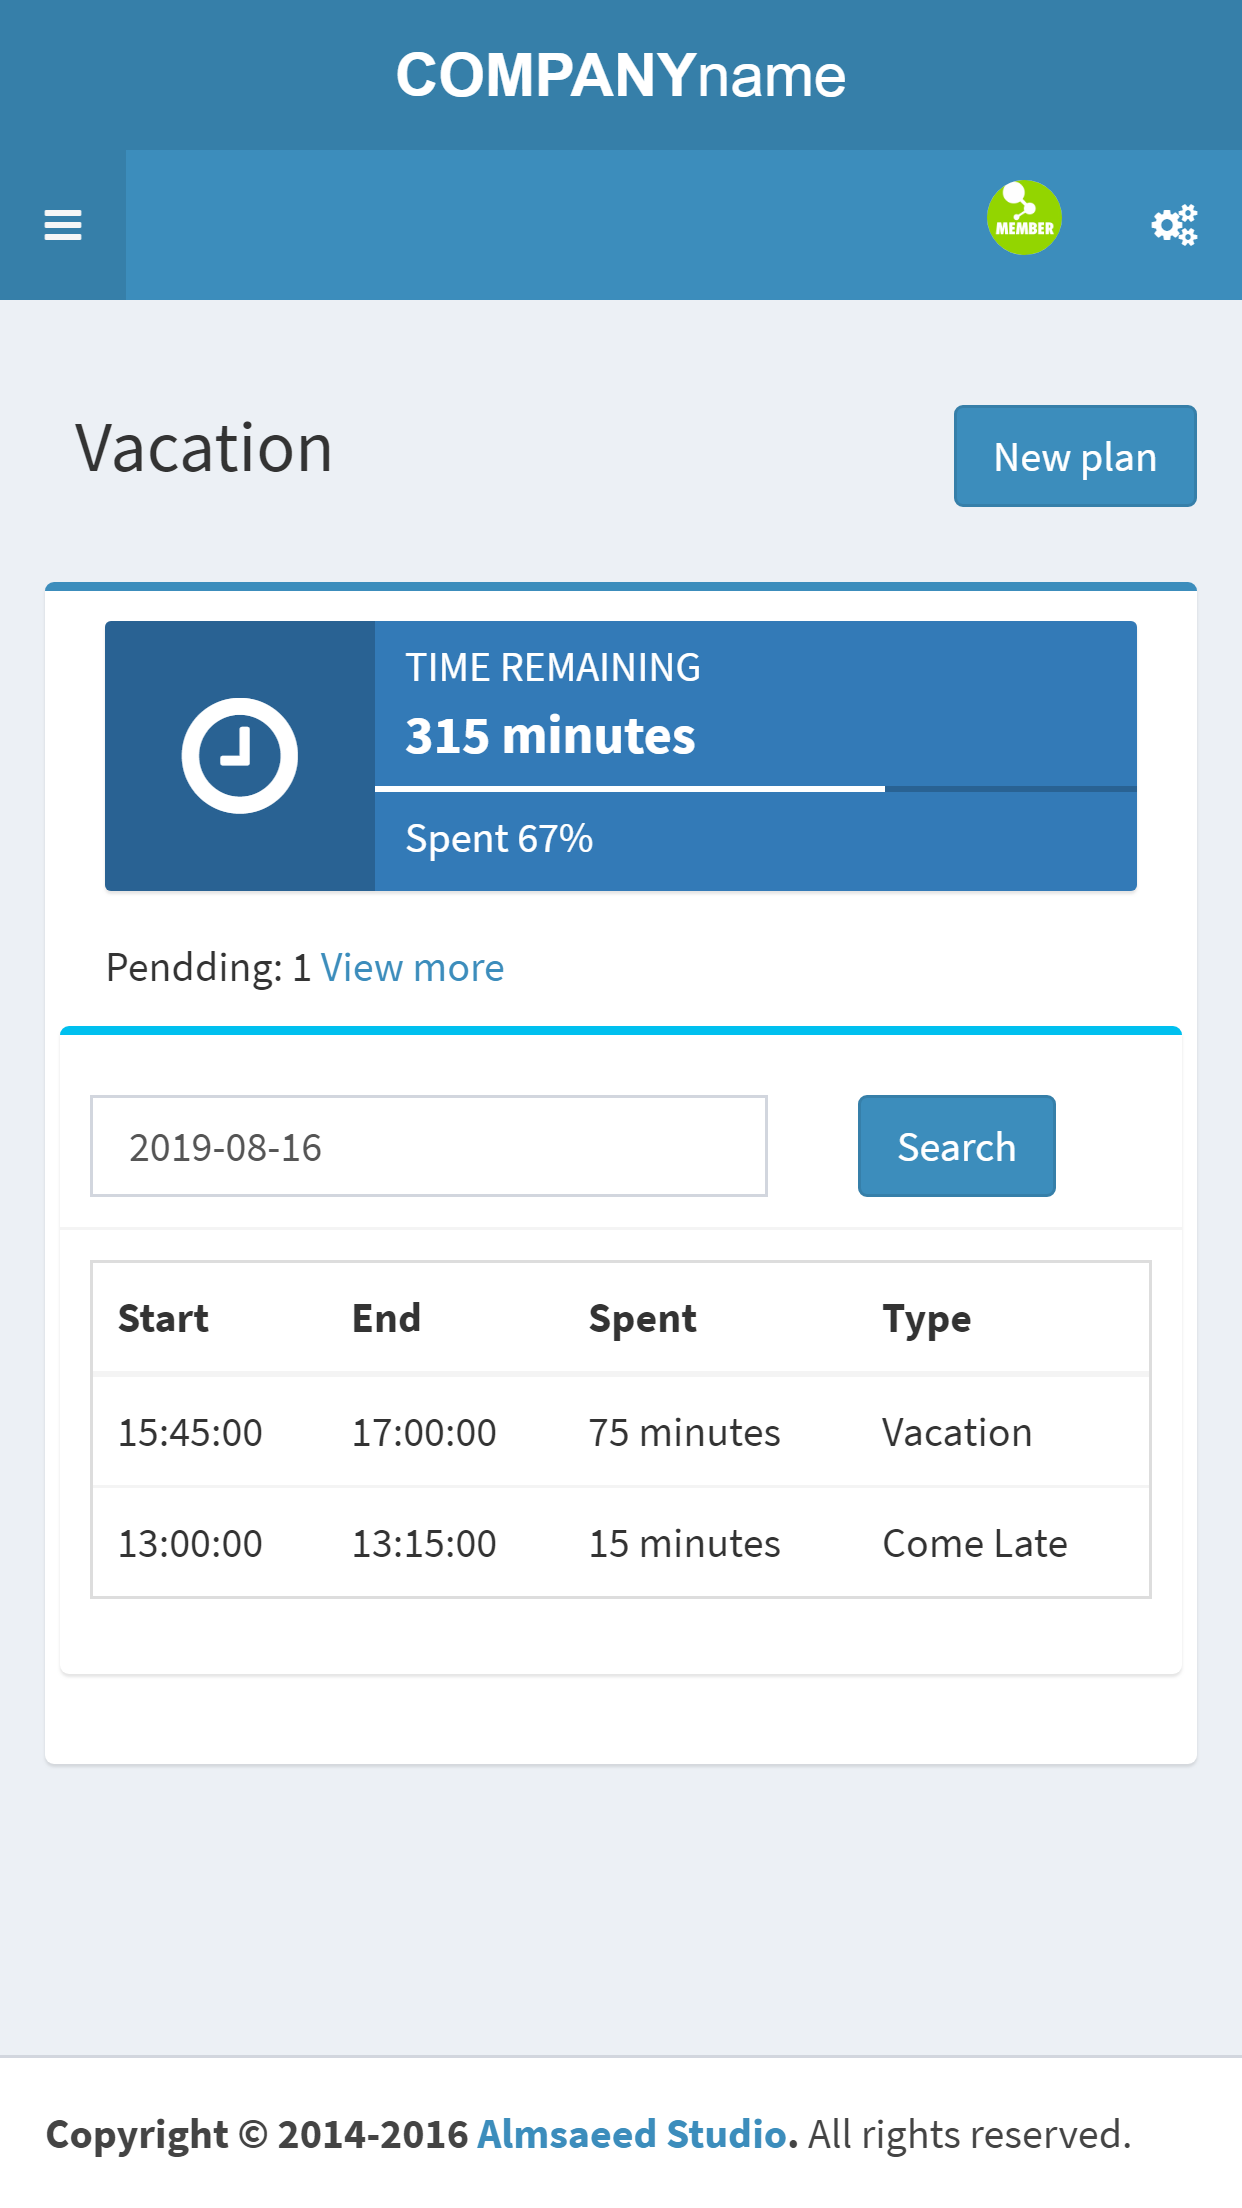 COMPANYname
MEMBER
Vacation
New plan
TIME REMAINING
315 minutes
Spent 67%
Pendding: 1 View more
2019-08-16
Search
Start End Spent Type
15:45:00 17:00:00 75 minutes Vacation
13:00:00 13:15:00 15 minutes Come Late
Copyright © 2014-2016 Almsaeed Studio. All rights reserved.